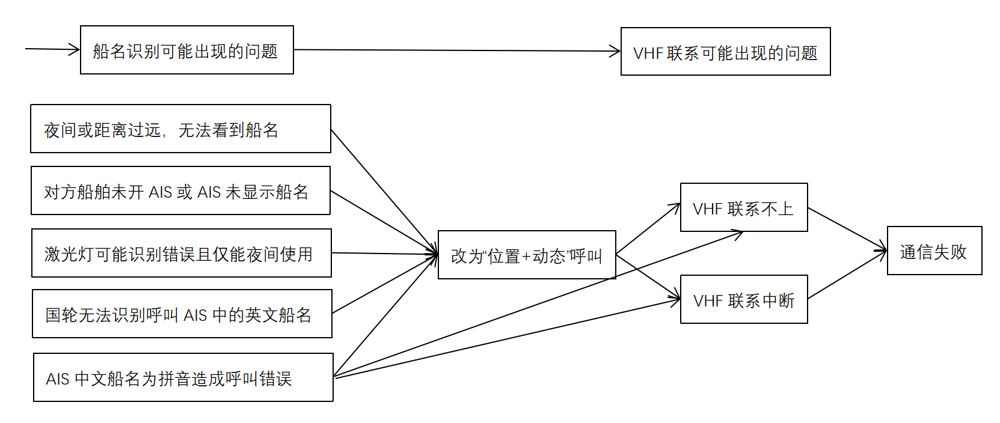 船名识别可能出现的问题
VHF 联系可能出现的问题
夜间或距离过远，无法看到船名
对方船舶未开 AIS 或 AIS 未显示船名
激光灯可能识别错误且仅能夜间使用
国轮无法识别呼叫 AIS 中的英文船名
AIS 中文船名为拼音造成呼叫错误
改为“位置+动态”呼叫
VHF 联系不上
VHF 联系中断
通信失败